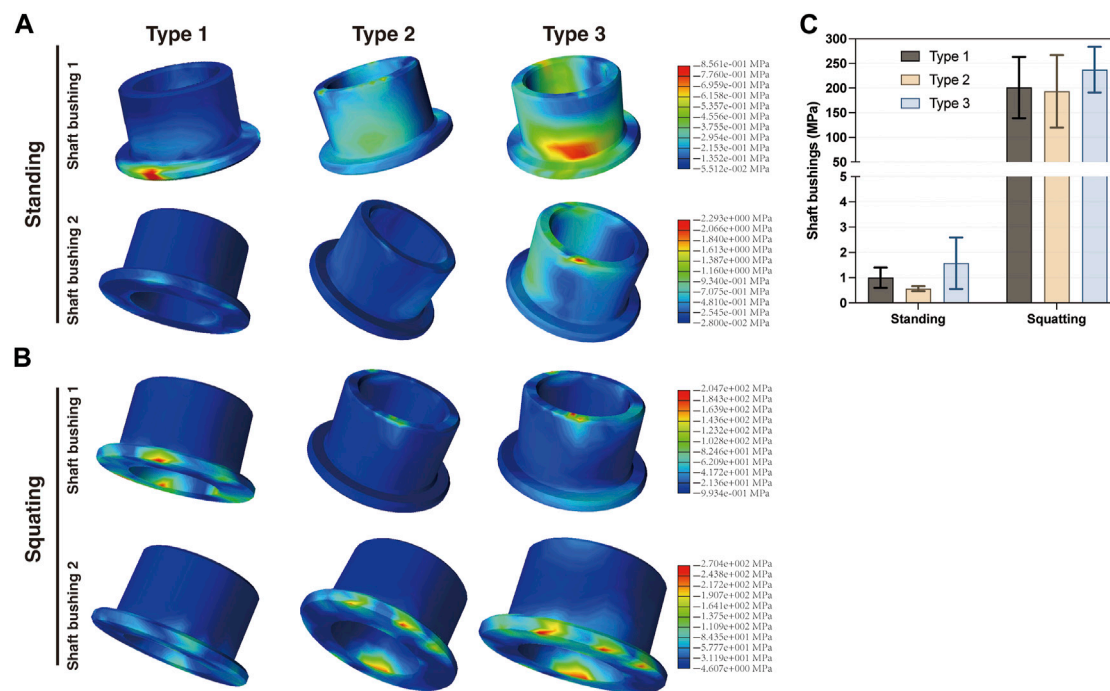 A
Type 1
Type 2
Type 3
Standing
Shaft bushing 1
8.561e-001 MPa
7.760e-001 MPa
6.959e-001 MPa
6.158e-001 MPa
5.357e-001 MPa
4.556e-001 MPa
3.755e-001 MPa
2.954e-001 MPa
2.153e-001 MPa
1.352e-001 MPa
5.512e-002 MPa
Shaft bushing 2
2.293e+000 MPa
2.066e+000 MPa
1.840e+000 MPa
1.613e+000 MPa
1.387e+000 MPa
1.160e+000 MPa
9.340e-001 MPa
7.075e-001 MPa
4.810e-001 MPa
2.545e-001 MPa
2.800e-002 MPa
B
Squating
Shaft bushing 1
2.047e+002 MPa
1.843e+002 MPa
1.639e+002 MPa
1.436e+002 MPa
1.232e+002 MPa
1.028e+002 MPa
8.246e+001 MPa
6.209e+001 MPa
4.172e+001 MPa
2.136e+001 MPa
9.934e-001 MPa
Shaft bushing 2
2.704e+002 MPa
2.438e+002 MPa
2.172e+002 MPa
1.907e+002 MPa
1.641e+002 MPa
1.375e+002 MPa
1.109e+002 MPa
8.435e+001 MPa
5.777e+001 MPa
3.119e+001 MPa
4.607e+000 MPa
C
Shaft bushings (MPa)
300
250
200
150
100
50
5
4
3
2
1
0
Type 1
Type 2
Type 3
Standing
Squatting